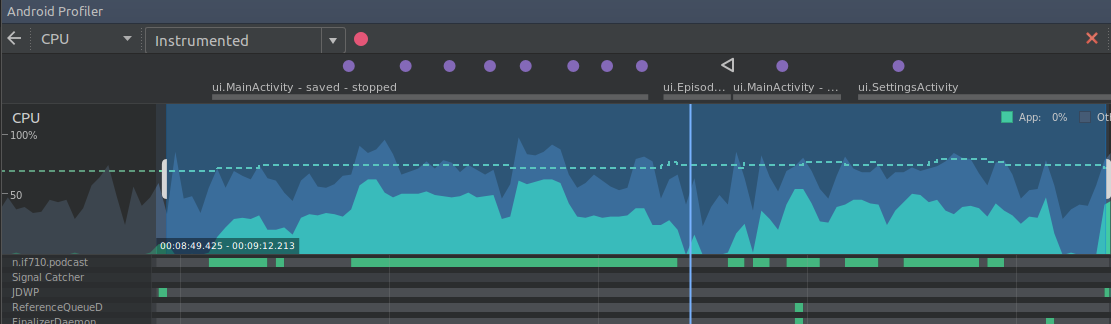 Android Profiler
CPU
Instrumented
ui.MainActivity - saved - stopped
ui.Episod...
ui.MainActivity - ...
ui.SettingsActivity
CPU
App: 0%
Ot
100%
50
00:08:49.425 - 00:09:12.213
n.if710.podcast
Signal Catcher
JDWP
ReferenceQueueD
FinalizerDaemon